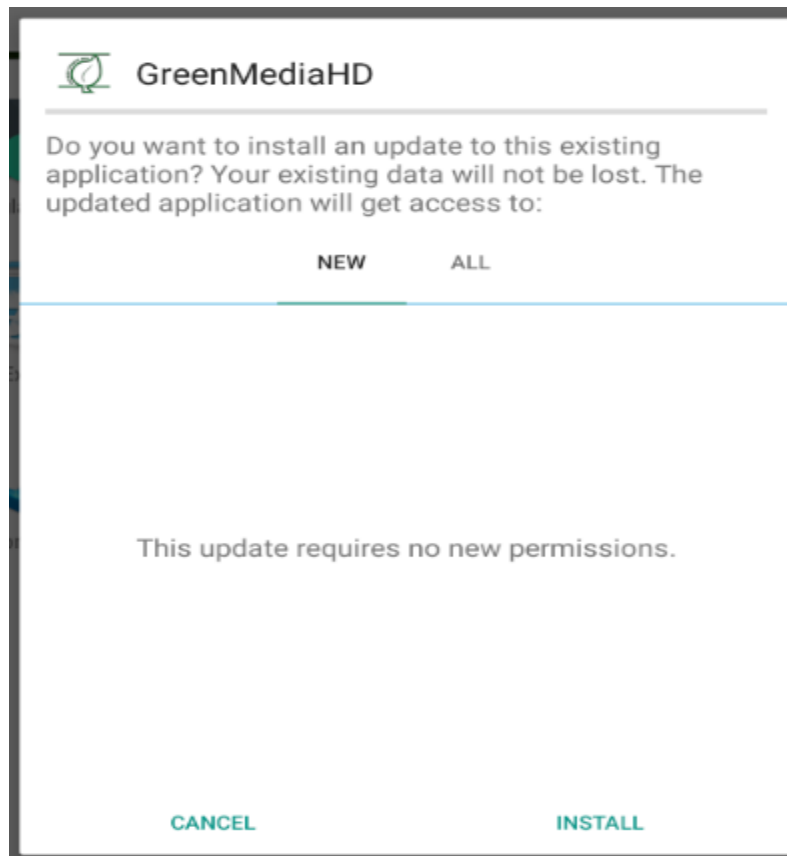 GreenMediaHD
Do you want to install an update to this existing
application? Your existing data will not be lost. The
updated application will get access to:
NEW ALL
This update requires no new permissions.
CANCEL INSTALL